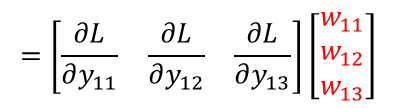 = [∂L/∂y₁₁ ∂L/∂y₁₂ ∂L/∂y₁₃] [w₁₁ w₁₂ w₁₃]